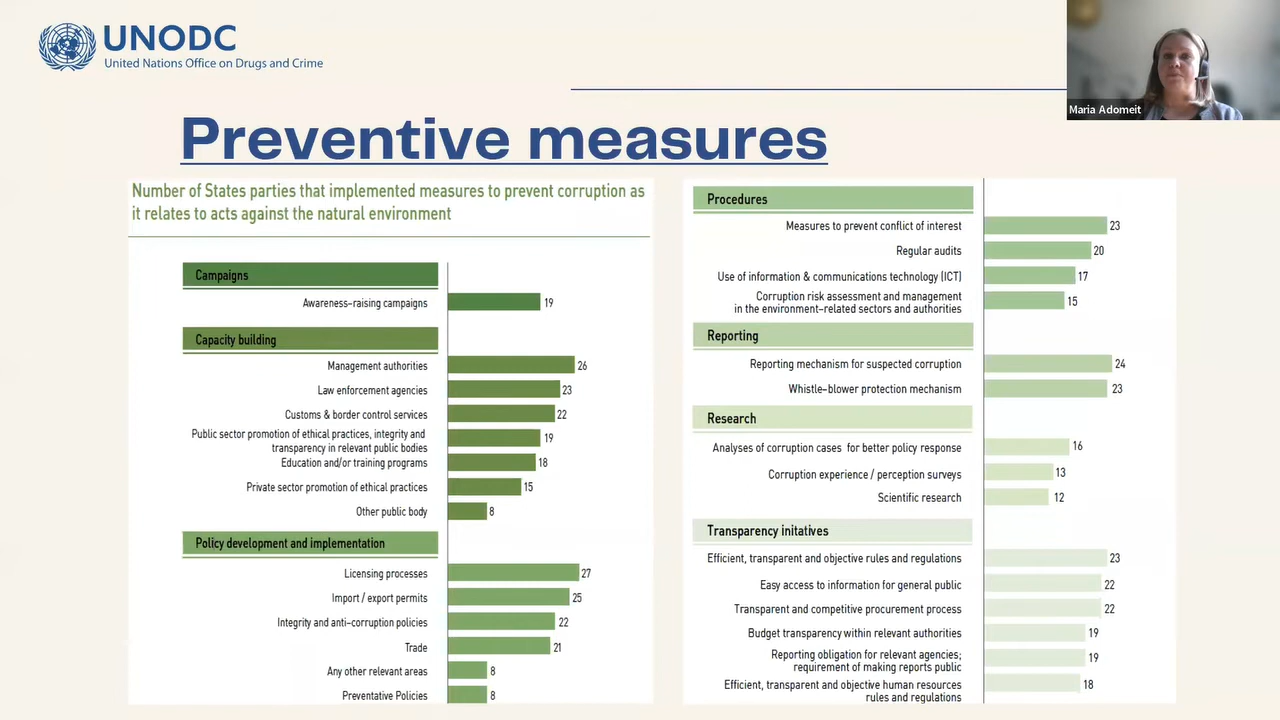 UNODC
United Nations Office on Drugs and Crime
Maria Adomeit
Preventive measures
Number of States parties that implemented measures to prevent corruption as
it relates to acts against the natural environment
Campaigns
Awareness-raising campaigns 19
Capacity building
Management authorities 26
Law enforcement agencies 23
Customs & border control services 22
Public sector promotion of ethical practices, integrity and
transparency in relevant public bodies 19
Education and/or training programs 18
Private sector promotion of ethical practices 15
Other public body 8
Policy development and implementation
Licensing processes 27
Import / export permits 25
Integrity and anti-corruption policies 22
Trade 21
Any other relevant areas 8
Preventative Policies 8
Procedures
Measures to prevent conflict of interest 23
Regular audits 20
Use of information & communications technology (ICT) 17
Corruption risk assessment and management
in the environment-related sectors and authorities 15
Reporting
Reporting mechanism for suspected corruption 24
Whistle-blower protection mechanism 23
Research
Analyses of corruption cases for better policy response 16
Corruption experience / perception surveys 13
Scientific research 12
Transparency initatives
Efficient, transparent and objective rules and regulations 23
Easy access to information for general public 22
Transparent and competitive procurement process 22
Budget transparency within relevant authorities 19
Reporting obligation for relevant agencies;
requirement of making reports public 19
Efficient, transparent and objective human resources
rules and regulations 18